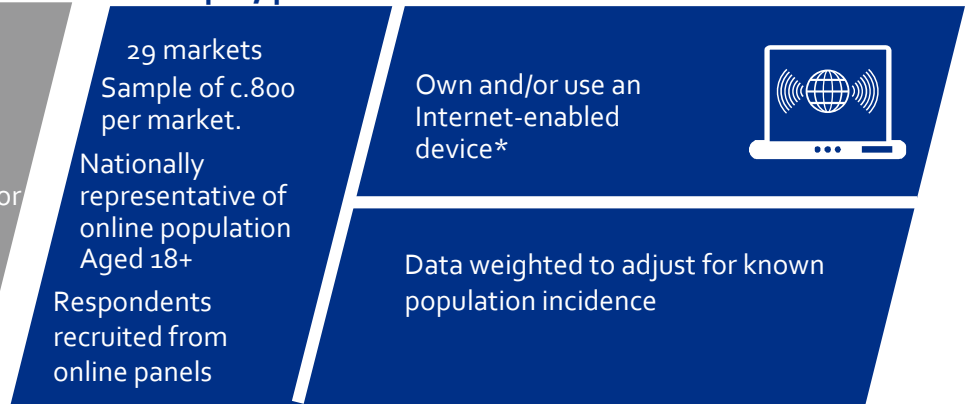 or
29 markets
Sample of c.800
per market.
Nationally
representative of
online population
Aged 18+
Respondents
recruited from
online panels
Own and/or use an
Internet-enabled
device*
Data weighted to adjust for known
population incidence